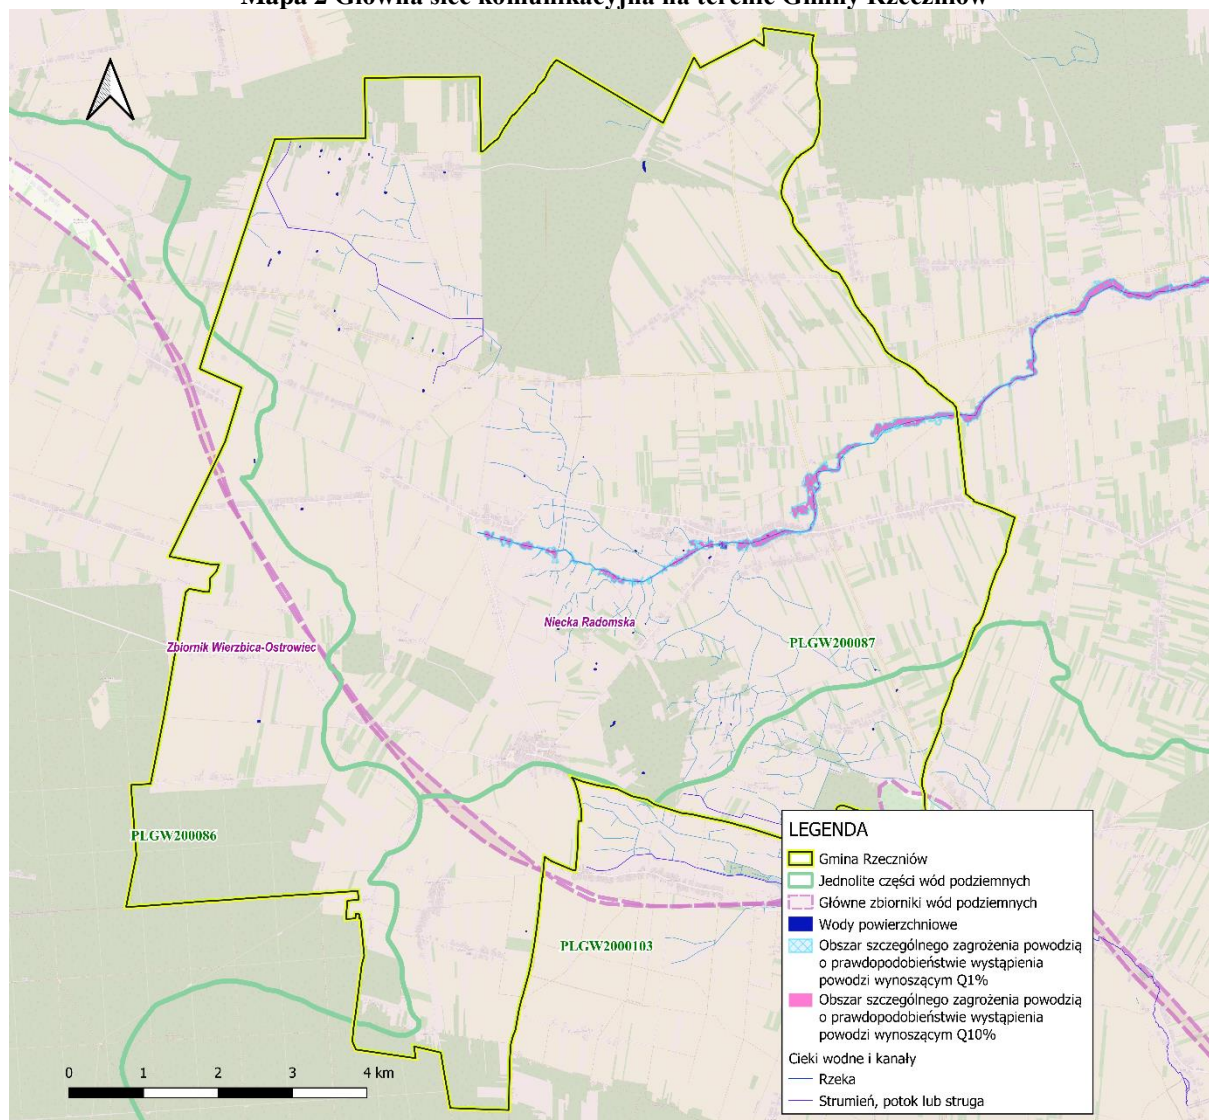 Mapa 2 Główna sieć komunikacyjna na terenie Gminy Rzeczniów
Niecka Radomska
PLGW200087
Zbiornik Wierzbica-Ostrowiec
PLGW200086
PLGW2000103
LEGENDA
Gmina Rzeczniów
Jednolite części wód podziemnych
Główne zbiorniki wód podziemnych
Wody powierzchniowe
Obszar szczególnego zagrożenia powodzią
o prawdopodobieństwie wystąpienia
powodzi wynoszącym Q1%
Obszar szczególnego zagrożenia powodzią
o prawdopodobieństwie wystąpienia
powodzi wynoszącym Q10%
Cieki wodne i kanały
Rzeka
Strumień, potok lub struga
0 1 2 3 4 km